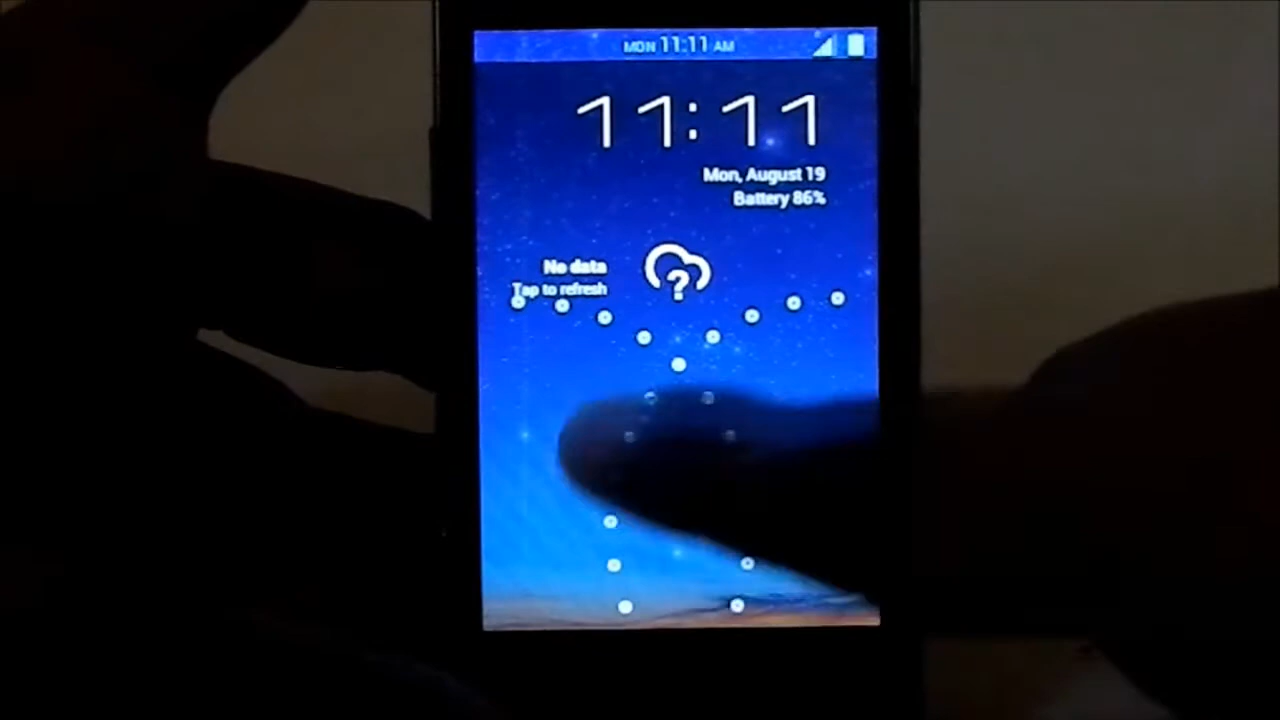 MON 11:11 AM
11:11
Mon, August 19
Battery 86%
No data
Tap to refresh
?